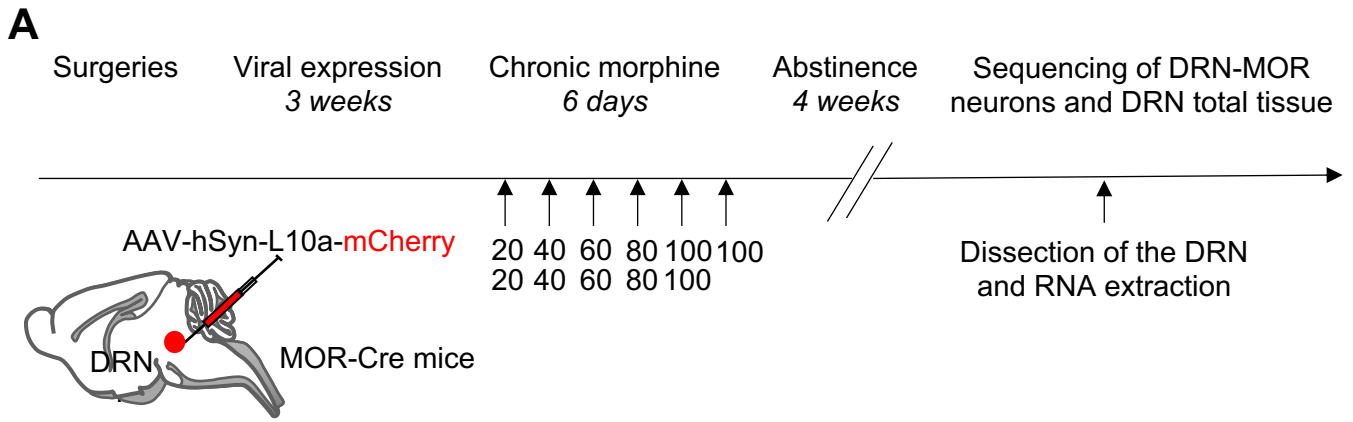 A
Surgeries
Viral expression
3 weeks
Chronic morphine
6 days
Abstinence
4 weeks
Sequencing of DRN-MOR
neurons and DRN total tissue
AAV-hSyn-L10a-mCherry
DRN
MOR-Cre mice
20 40 60 80 100 100
20 40 60 80 100
Dissection of the DRN
and RNA extraction